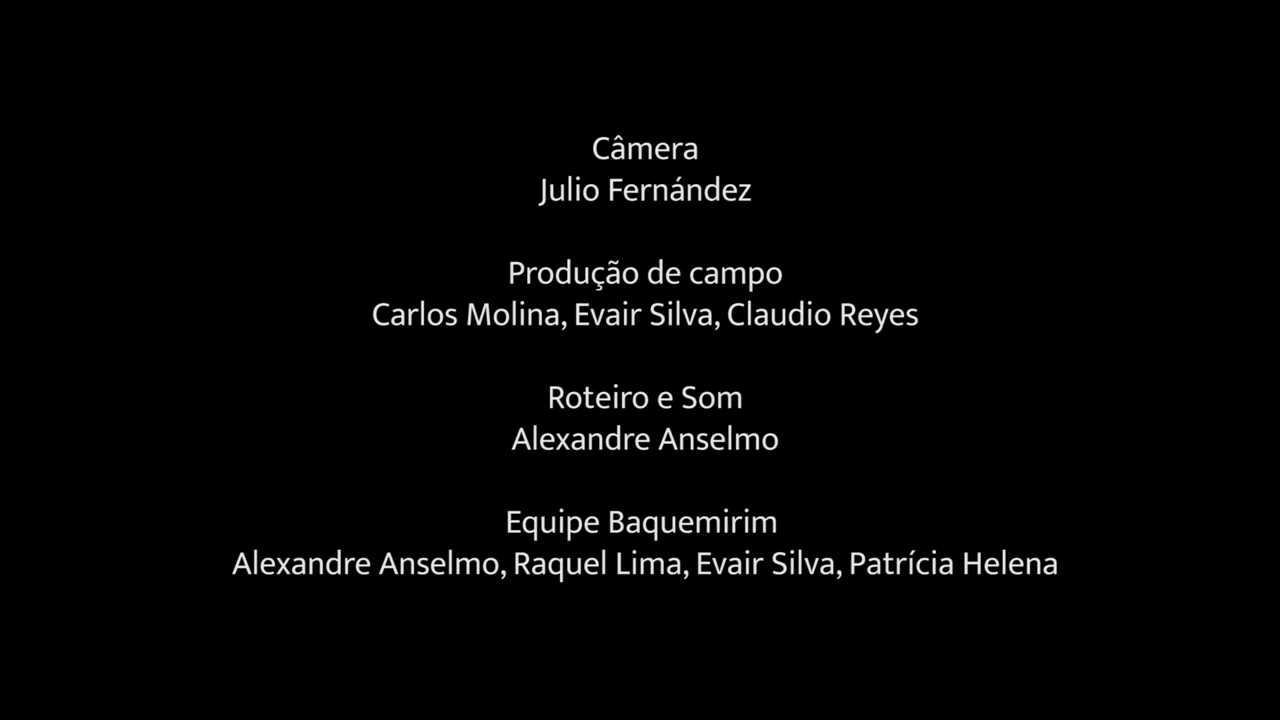 Câmera
Julio Fernández
Produção de campo
Carlos Molina, Evair Silva, Claudio Reyes
Roteiro e Som
Alexandre Anselmo
Equipe Baquemirim
Alexandre Anselmo, Raquel Lima, Evair Silva, Patrícia Helena